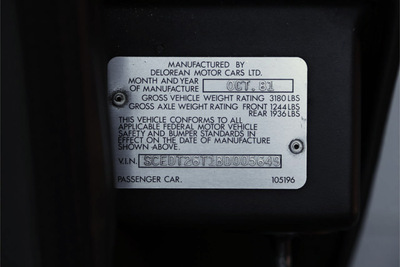 MANUFACTURED BY
DELOREAN MOTOR CARS LTD.
MONTH AND YEAR
OF MANUFACTURE OCT. 81
GROSS VEHICLE WEIGHT RATING 3180 LBS
GROSS AXLE WEIGHT RATING FRONT 1244 LBS
REAR 1936 LBS
THIS VEHICLE CONFORMS TO ALL
APPLICABLE FEDERAL MOTOR VEHICLE
SAFETY AND BUMPER STANDARDS IN
EFFECT ON THE DATE OF MANUFACTURE
SHOWN ABOVE.
V.I.N.
PASSENGER CAR. 105196